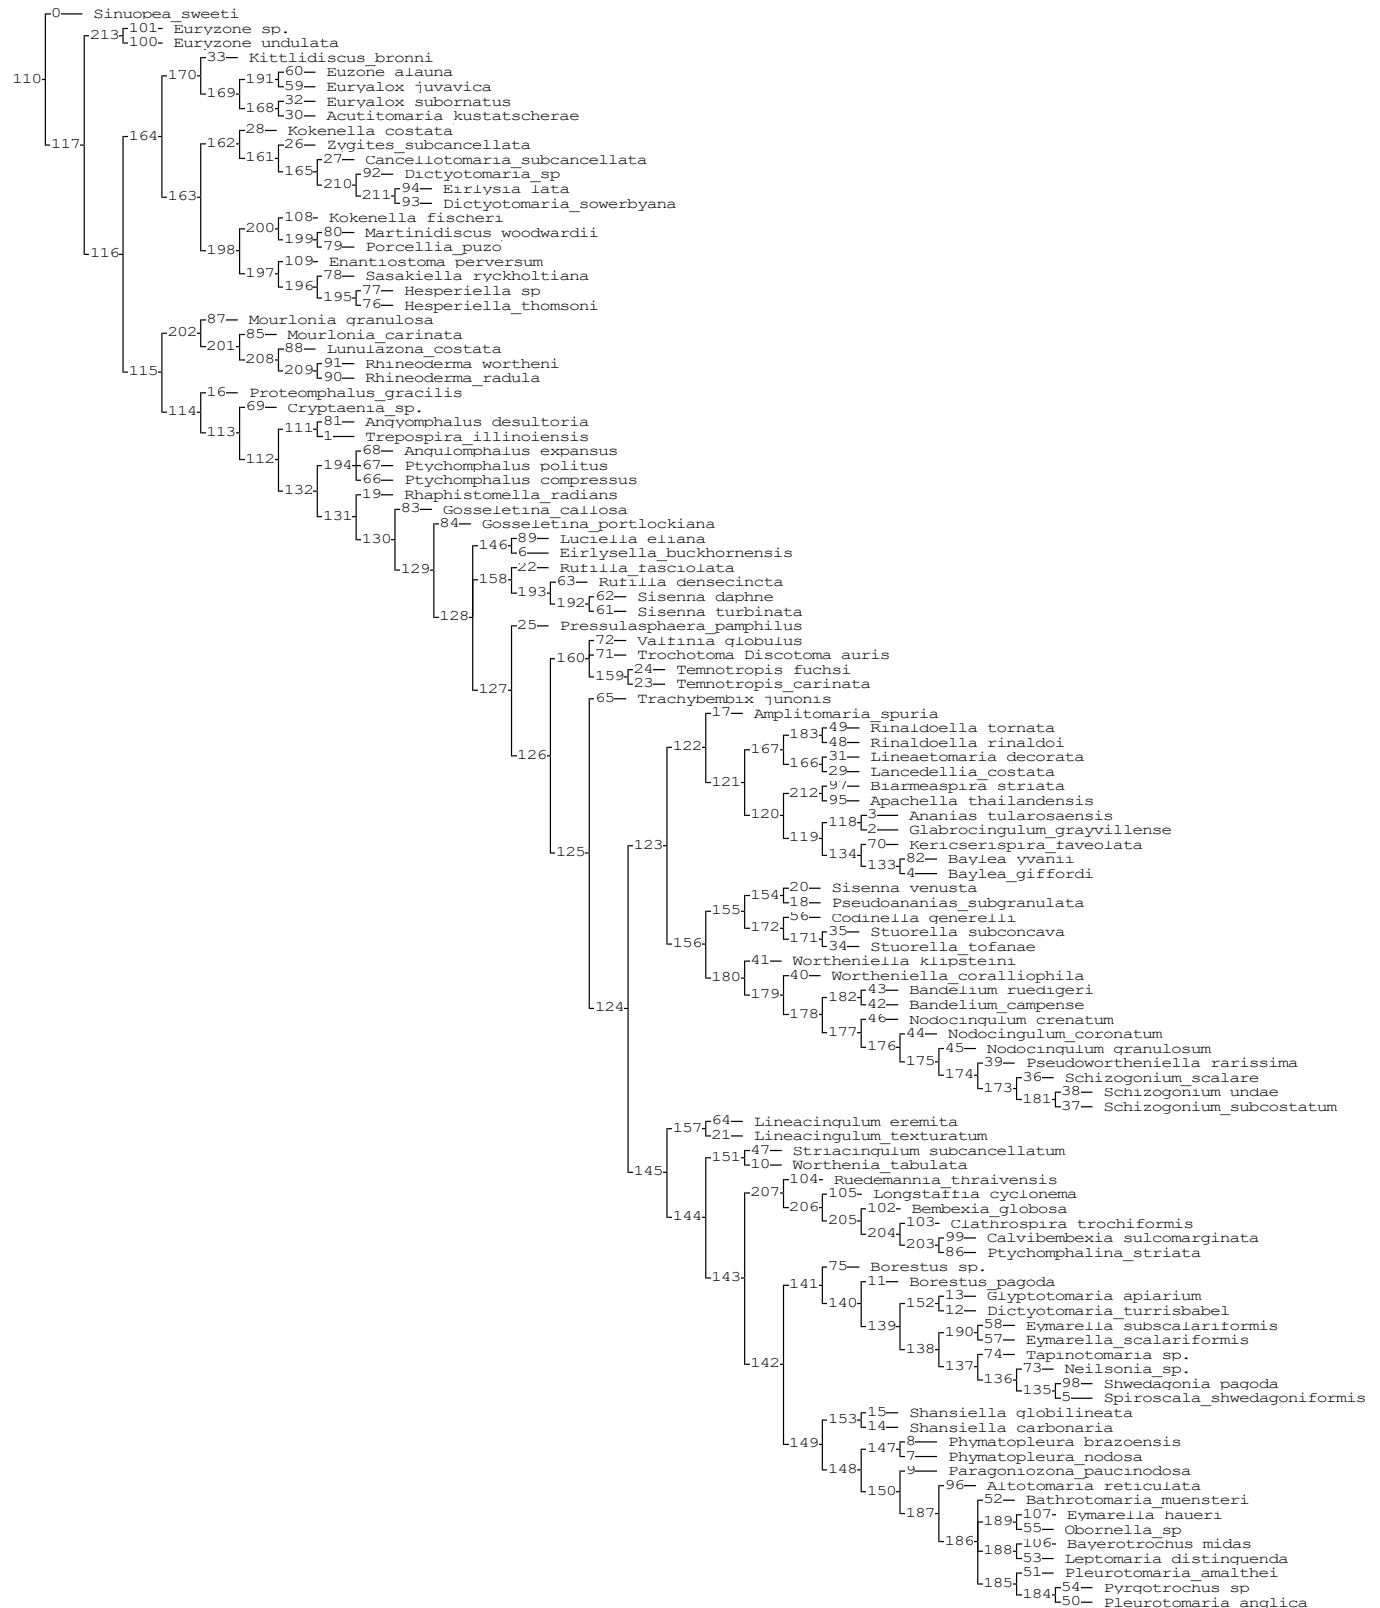 0 Sinuopea_sweeti
213 101 Euryzone sp.
100 Euryzone undulata
33 Kittlidiscus_bronni
110 170 191 60 Euzone alauna
169 59 Euryalox juvavica
168 32 Euryalox subornatus
30 Acutitomaria kustatscherae
164 28 Kokenella costata
117 162 26 Zygites_subcancellata
161 27 Cancellotomaria_subcancellata
165 92 Dictyotomaria_sp
210 94 Eirlysia lata
163 211 93 Dictyotomaria_sowerbyana
108 Kokenella fischeri
200 80 Martinidiscus woodwardii
199 79 Porcellia_puzo
116 198 109 Enantiostoma perversum
197 78 Sasakiella ryckholtiana
196 77 Hesperiella sp
195 76 Hesperiella_thomsoni
87 Mourlonia granulosa
202 85 Mourlonia_carinata
201 88 Lunulazona_costata
208 91 Rhineoderma wortheni
115 209 90 Rhineoderma_radula
16 Proteomphalus_gracilis
114 69 Cryptaenia_sp.
113 111 81 Angyomphalus desultoria
1 Trepospira_illinoiensis
112 68 Angulomphalus expansus
194 67 Ptychomphalus politus
132 66 Ptychomphalus compressus
19 Rhaphistomella_radians
131 83 Gosseletina_callosa
130 84 Gosseletina_portlockiana
146 89 Luciella eliana
129 6 Eirlysella_buckhornensis
158 22 Rufilla_fasciolata
193 63 Rufilla densecincta
128 192 62 Sisenna daphne
61 Sisenna turbinata
25 Pressulasphaera_pamphilus
72 Valfinia globulus
160 71 Trochotoma Discotoma auris
159 24 Temnotropis fuchsi
127 23 Temnotropis_carinata
65 Trachybembix_junonis
17 Amplitomaria_spuria
183 49 Rinaldoella tornata
122 167 48 Rinaldoella rinaldoi
126 166 31 Lineaetomaria decorata
121 29 Lancedellia_costata
212 97 Biarmeaspira striata
120 95 Apachella thailandensis
118 3 Ananias tularosaensis
119 2 Glabrocingulum_grayvillense
123 134 70 Kericserispira_faveolata
125 133 82 Baylea yvanii
4 Baylea_giffordi
154 20 Sisenna venusta
155 18 Pseudoananias_subgranulata
172 56 Codinella generelli
171 35 Stuorella subconcava
156 34 Stuorella_tofanae
41 Wortheniella klipsteini
180 40 Wortheniella_coralliophila
179 182 43 Bandelium ruedigeri
124 178 42 Bandelium_campense
177 46 Nodocingulum crenatum
176 44 Nodocingulum_coronatum
175 45 Nodocingulum granulosum
174 39 Pseudowortheniella rarissima
173 36 Schizogonium_scalare
181 38 Schizogonium undae
37 Schizogonium_subcostatum
157 64 Lineacingulum eremita
21 Lineacingulum_texturatum
151 47 Striacingulum subcancellatum
145 10 Worthenia_tabulata
207 104 Ruedemannia_thraivensis
206 105 Longstaffia cyclonema
144 205 102 Bembexia_globosa
204 103 Clathrospira trochiformis
203 99 Calvibembexia sulcomarginata
86 Ptychomphalina_striata
143 75 Borestus sp.
141 11 Borestus_pagoda
140 152 13 Glyptotomaria apiarium
12 Dictyotomaria_turrisbabel
139 190 58 Eymarella subscalariformis
138 57 Eymarella_scalariformis
142 137 74 Tapinotomaria sp.
136 73 Neilsonia_sp.
135 98 Shwedagonia pagoda
5 Spiroscala_shwedagoniformis
153 15 Shansiella globilineata
14 Shansiella carbonaria
149 147 8 Phymatopleura brazoensis
7 Phymatopleura_nodosa
148 9 Paragoniozona_paucinodosa
150 96 Altotomaria reticulata
52 Bathrotomaria_muensteri
187 189 107 Eymarella haueri
55 Obornella_sp
186 188 106 Bayerotrochus midas
53 Leptomaria distinguenda
185 51 Pleurotomaria_amalthei
184 54 Pyrgotrochus sp
50 Pleurotomaria anglica